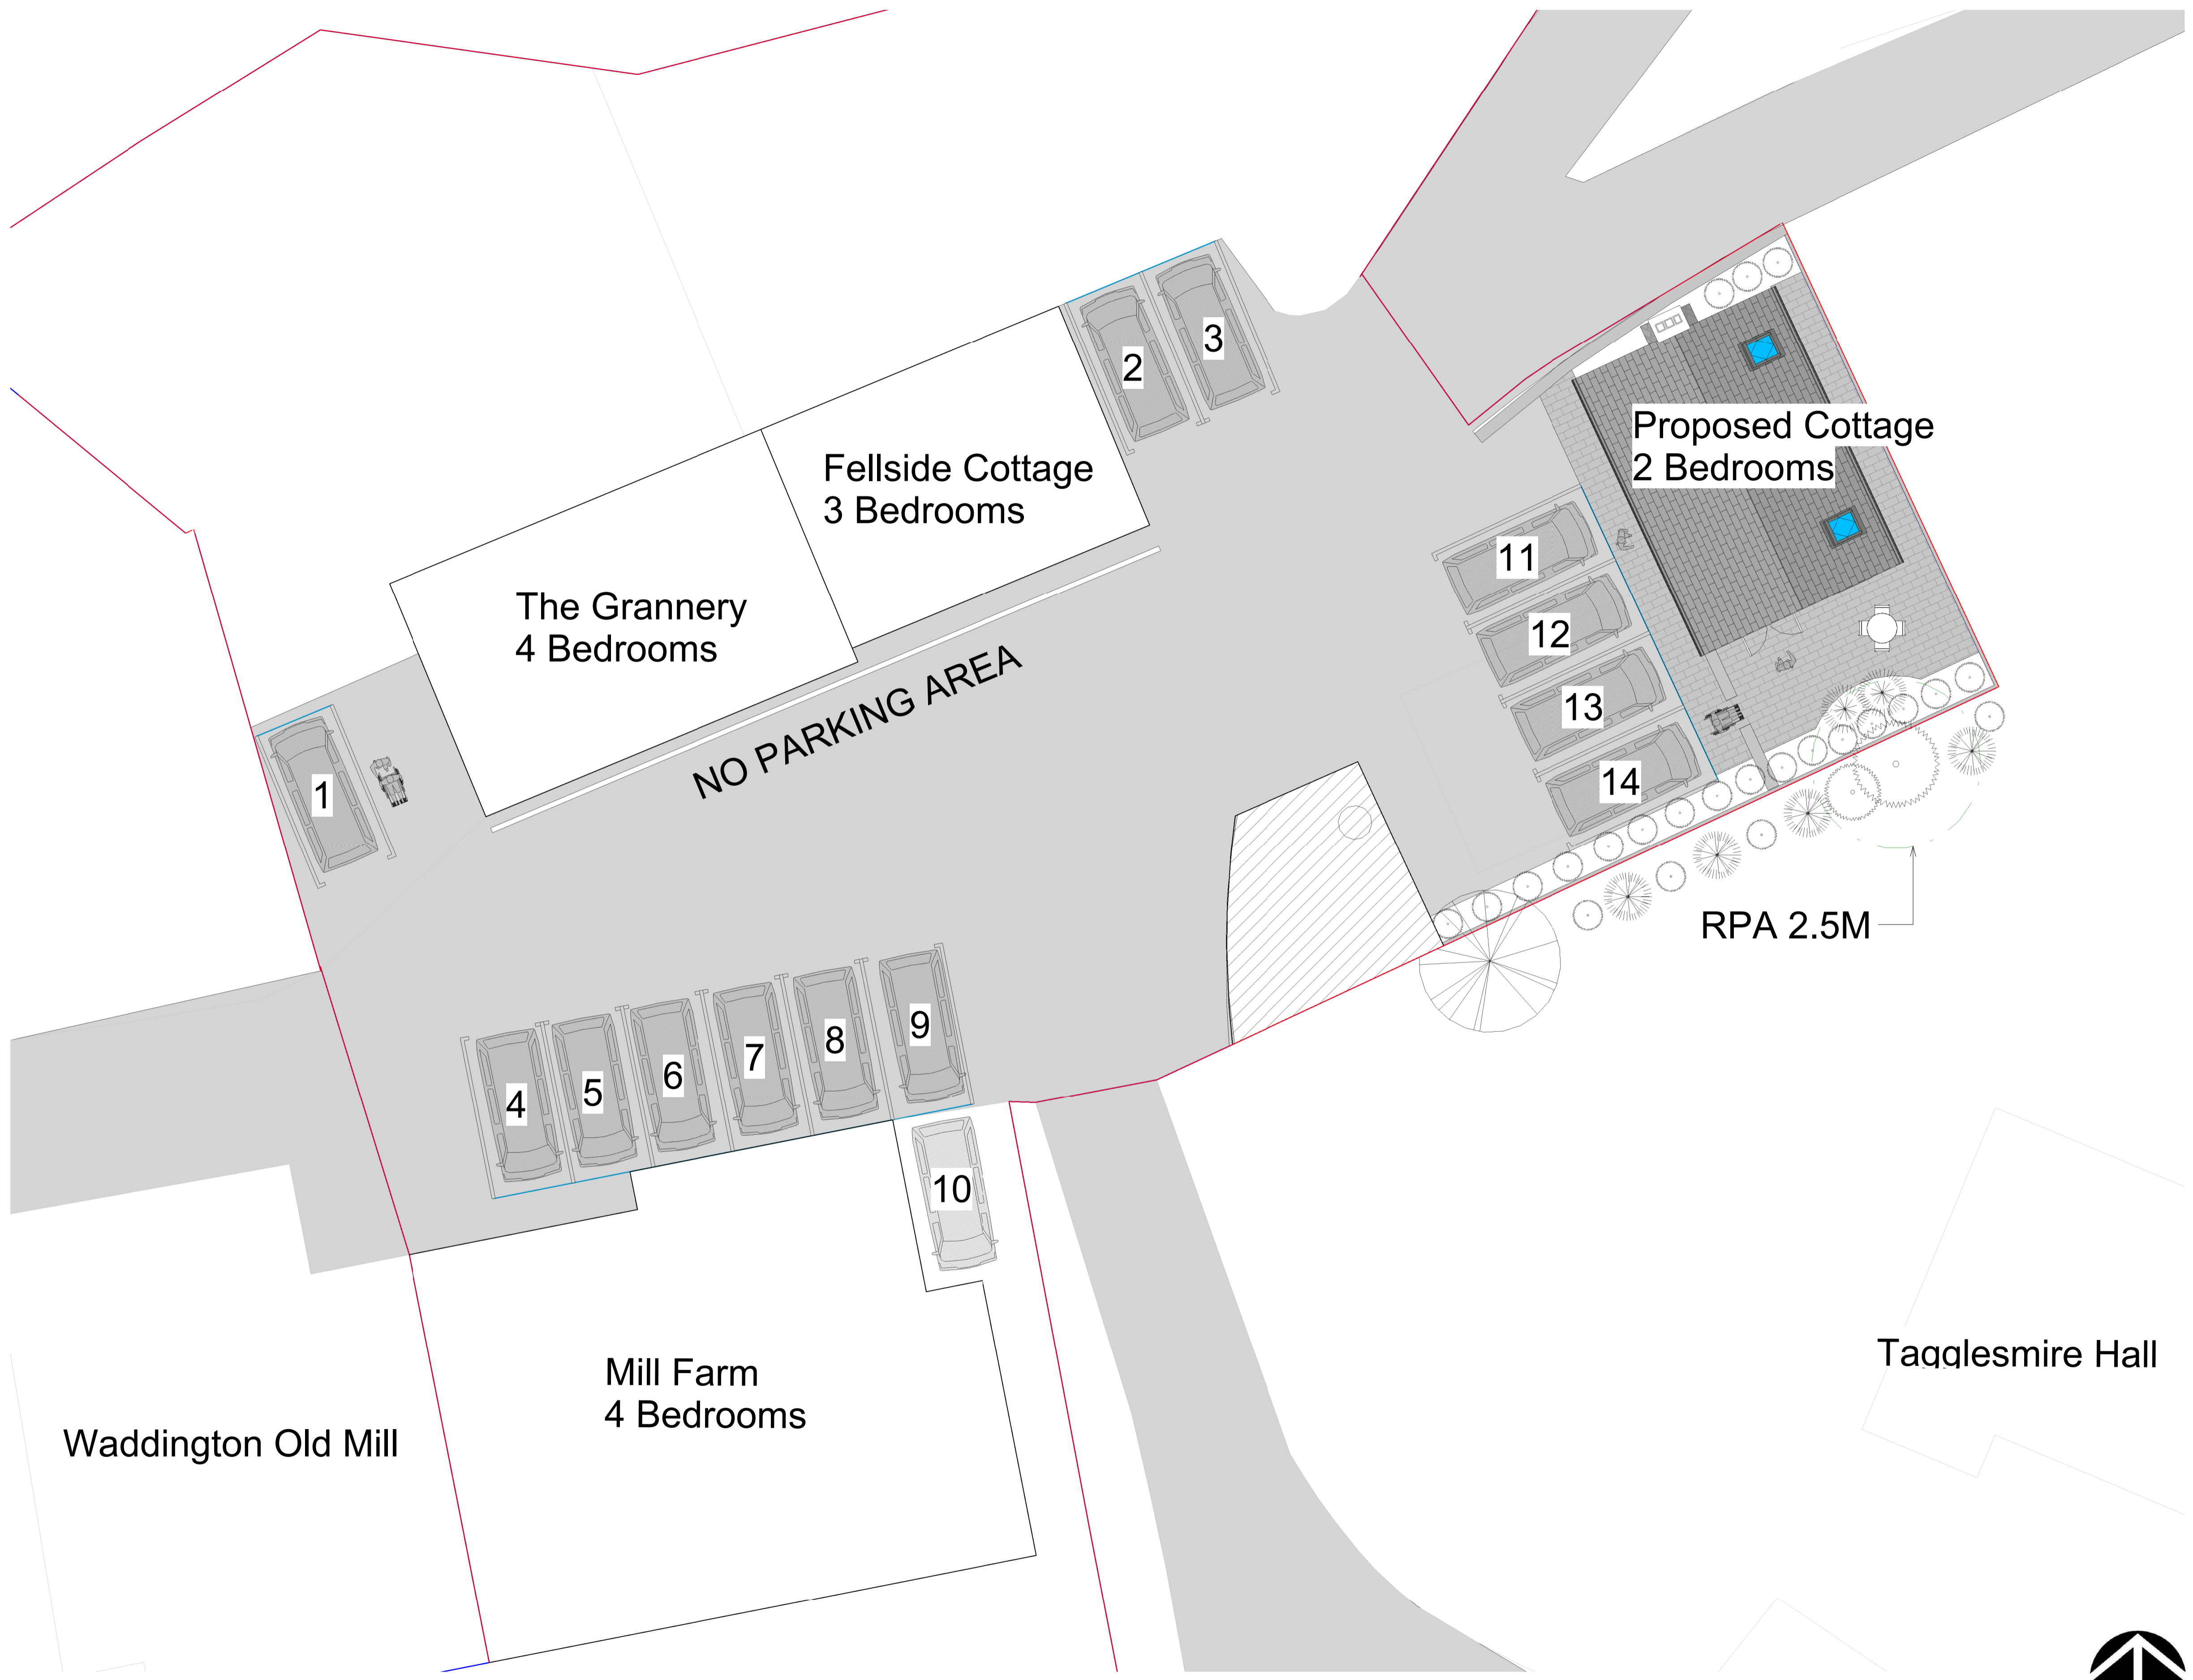 2
3
Proposed Cottage
2 Bedrooms
Fellside Cottage
3 Bedrooms
11
The Grannery
4 Bedrooms
12
NO PARKING AREA
13
14
1
RPA 2.5M
9
8
7
6
5
4
10
Tagglesmire Hall
Mill Farm
4 Bedrooms
Waddington Old Mill